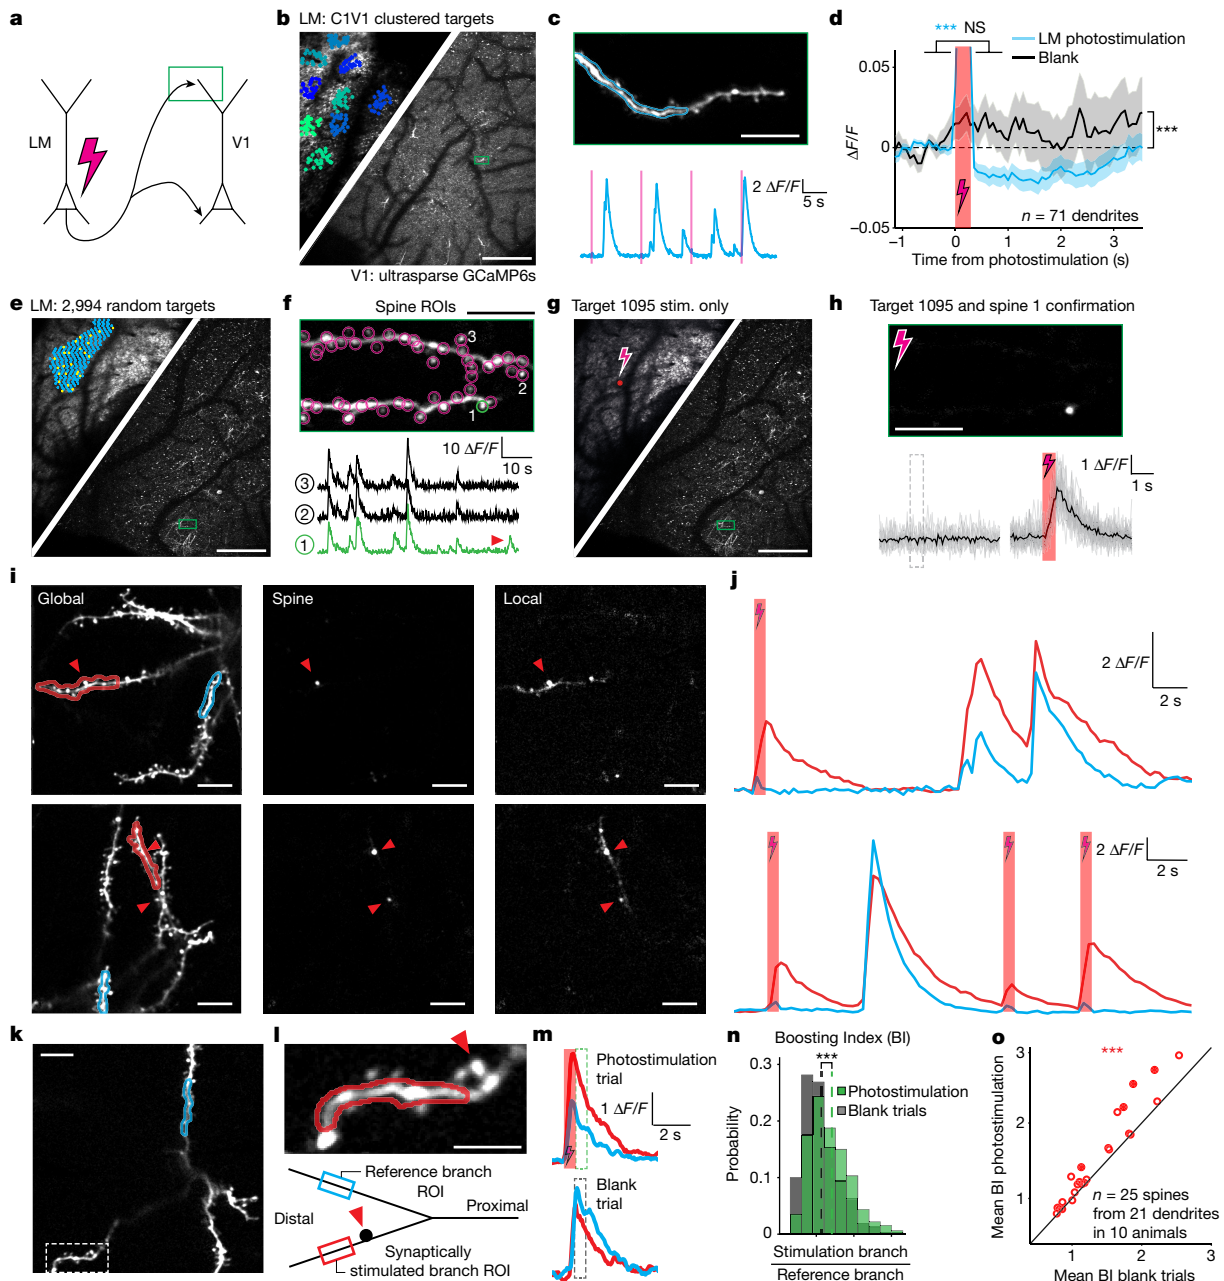 a
LM
V1
b LM: C1V1 clustered targets
V1: ultrasparse GCaMP6s
c
2 ΔF/F
5 s
d
*** NS
LM photostimulation
Blank
0.05
0
−0.05
ΔF/F
***
n = 71 dendrites
−1 0 1 2 3
Time from photostimulation (s)
e LM: 2,994 random targets
f Spine ROIs
3
2
1
10 ΔF/F
10 s
3
2
1
g Target 1095 stim. only
h Target 1095 and spine 1 confirmation
1 ΔF/F
1 s
i
Global
Spine
Local
j
2 ΔF/F
2 s
2 ΔF/F
2 s
k
l
Reference branch
ROI
Proximal
Distal
Synaptically
stimulated branch ROI
m
Photostimulation
trial
1 ΔF/F
2 s
Blank
trial
n Boosting Index (BI)
***
0.3
0.2
0.1
0
Probability
Photostimulation
Blank trials
Stimulation branch
Reference branch
o
***
3
2
1
Mean BI photostimulation
n = 25 spines
from 21 dendrites
in 10 animals
1 2 3
Mean BI blank trials